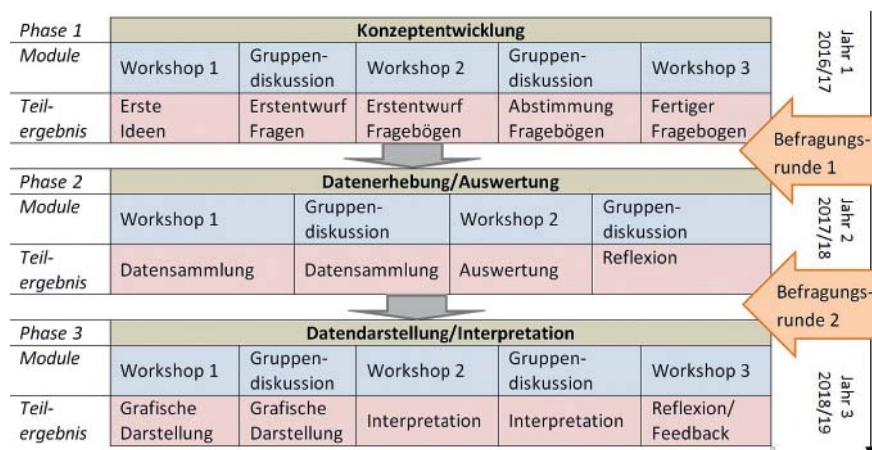 Phase 1 Konzeptentwicklung
Module Workshop 1 Gruppen-
diskussion Workshop 2 Gruppen-
diskussion Workshop 3
Teil-
ergebnis Erste
Ideen Erstentwurf
Fragen Erstentwurf
Fragebögen Abstimmung
Fragebögen Fertiger
Fragebogen
Jahr 1
2016/17
Befragungs-
runde 1
Phase 2 Datenerhebung/Auswertung
Module Workshop 1 Gruppen-
diskussion Workshop 2 Gruppen-
diskussion
Teil-
ergebnis Datensammlung Datensammlung Auswertung Reflexion
Jahr 2
2017/18
Befragungs-
runde 2
Phase 3 Datendarstellung/Interpretation
Module Workshop 1 Gruppen-
diskussion Workshop 2 Gruppen-
diskussion Workshop 3
Teil-
ergebnis Grafische
Darstellung Grafische
Darstellung Interpretation Interpretation Reflexion/
Feedback
Jahr 3
2018/19